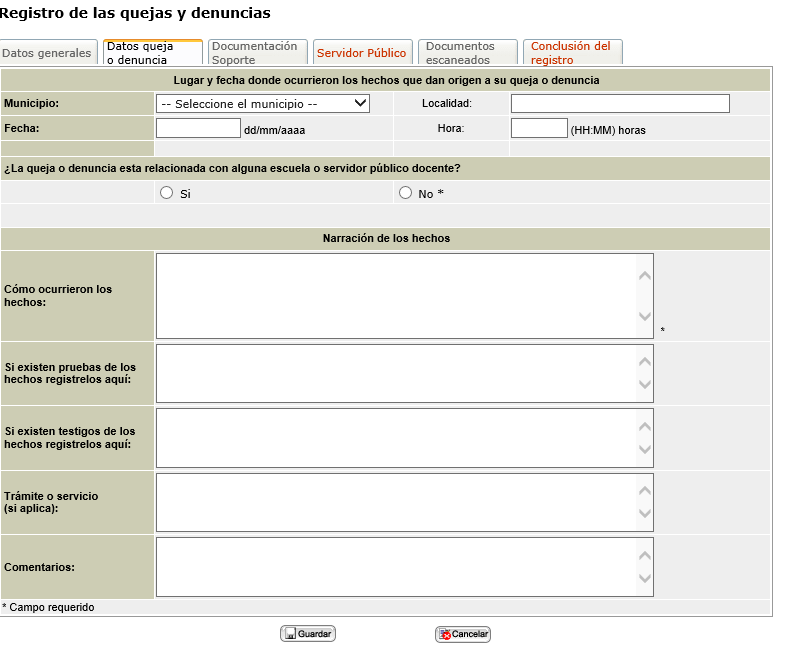 Registro de las quejas y denuncias
Datos generales
Datos queja
o denuncia
Documentación
Soporte
Servidor Público
Documentos
escaneados
Conclusión del
registro
Lugar y fecha donde ocurrieron los hechos que dan origen a su queja o denuncia
Municipio: -- Seleccione el municipio -- Localidad:
Fecha: dd/mm/aaaa Hora: (HH:MM) horas
¿La queja o denuncia esta relacionada con alguna escuela o servidor público docente?
Si No *
Narración de los hechos
Cómo ocurrieron los
hechos:
*
Si existen pruebas de los
hechos registrelos aquí:
Si existen testigos de los
hechos registrelos aquí:
Trámite o servicio
(si aplica):
Comentarios:
* Campo requerido
Guardar Cancelar